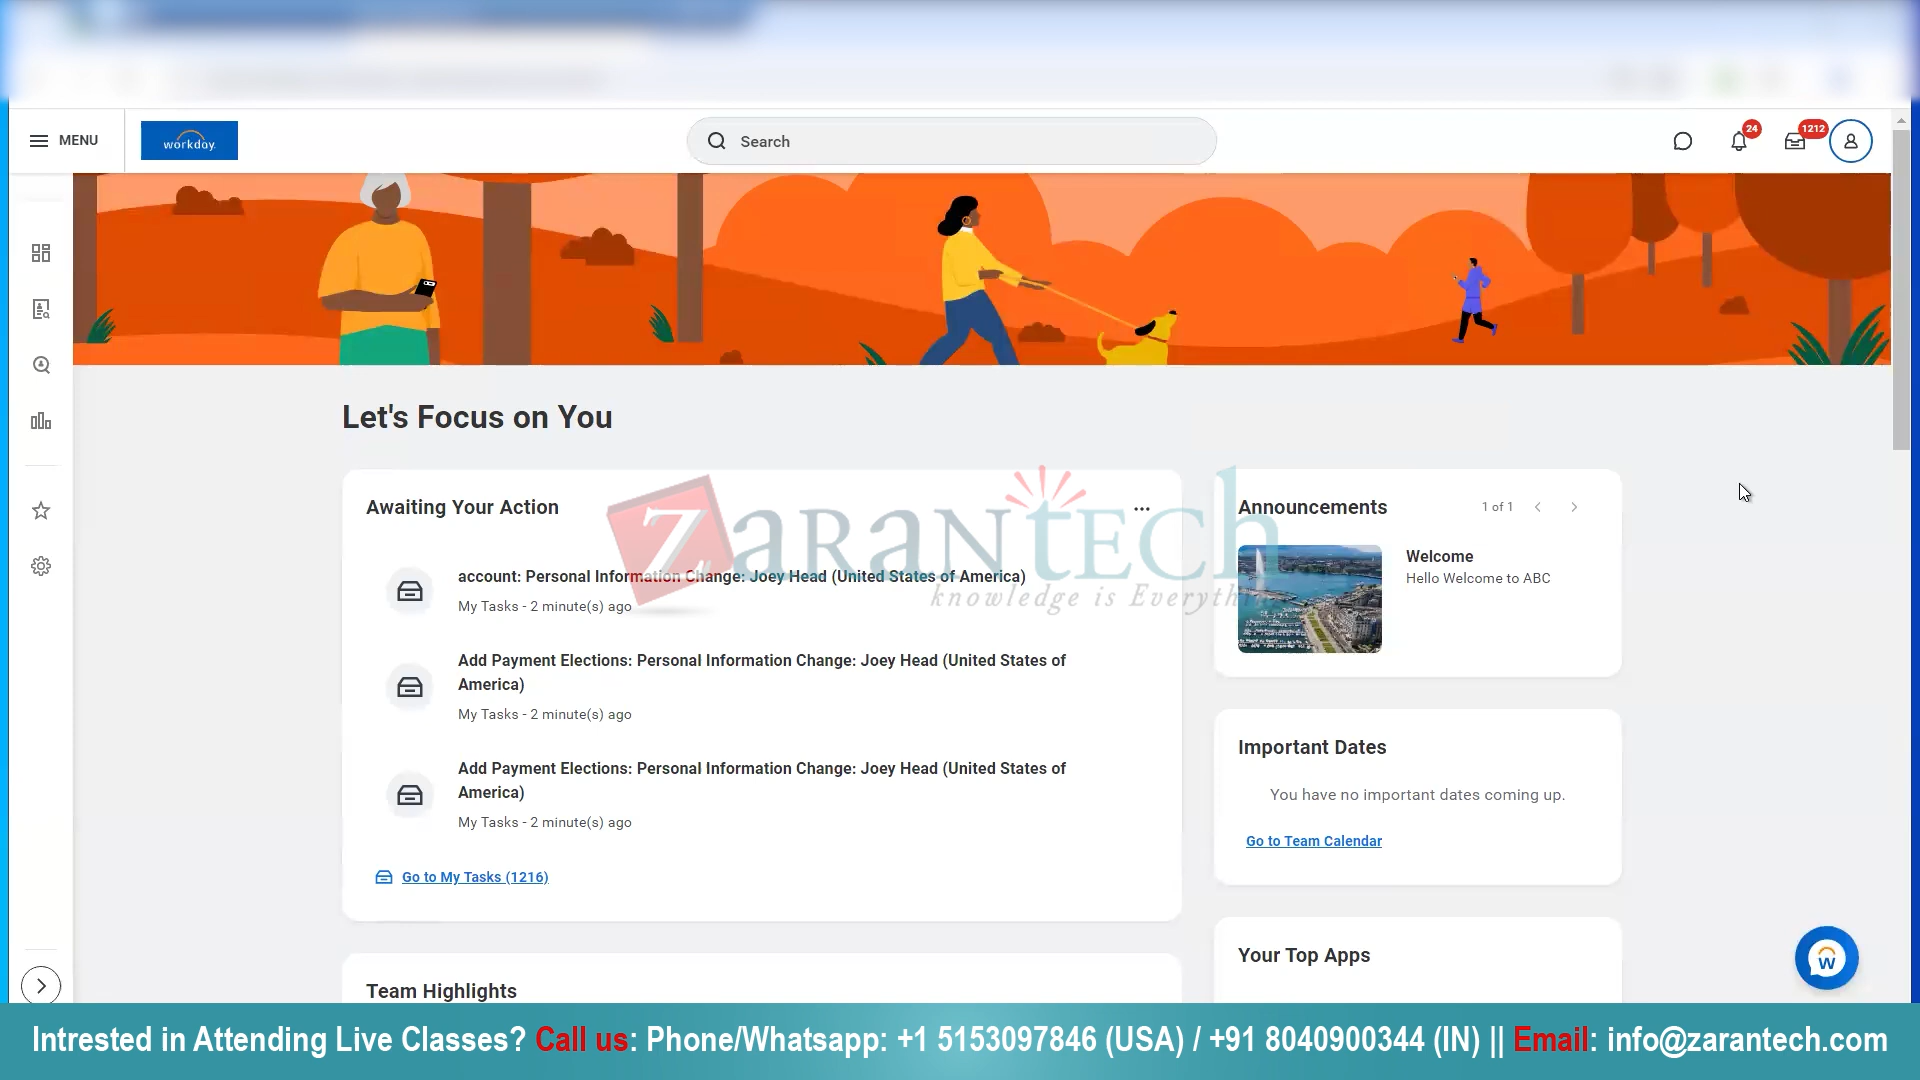 MENU
workday.
Search
24
1212
Let's Focus on You
Awaiting Your Action
account: Personal Information Change: Joey Head (United States of America)
My Tasks - 2 minute(s) ago
Add Payment Elections: Personal Information Change: Joey Head (United States of
America)
My Tasks - 2 minute(s) ago
Add Payment Elections: Personal Information Change: Joey Head (United States of
America)
My Tasks - 2 minute(s) ago
Go to My Tasks (1216)
Team Highlights
ZaranTech
knowledge is Everything
Announcements
1 of 1
Welcome
Hello Welcome to ABC
Important Dates
You have no important dates coming up.
Go to Team Calendar
Your Top Apps
W
Intrested in Attending Live Classes? Call us: Phone/Whatsapp: +1 5153097846 (USA) / +91 8040900344 (IN) || Email: info@zarantech.com